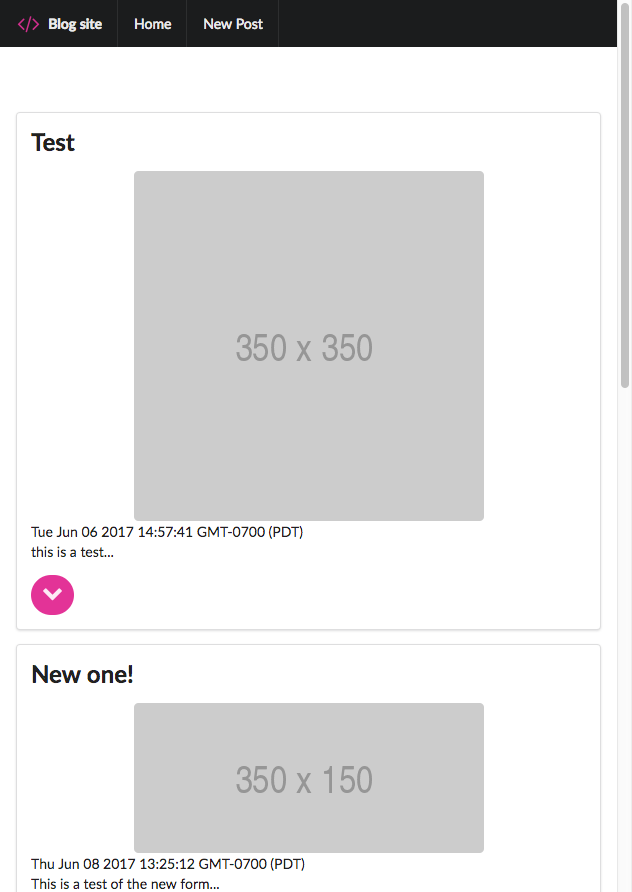 </> Blog site Home New Post
Test
350 x 350
Tue Jun 06 2017 14:57:41 GMT-0700 (PDT)
this is a test...
New one!
350 x 150
Thu Jun 08 2017 13:25:12 GMT-0700 (PDT)
This is a test of the new form...